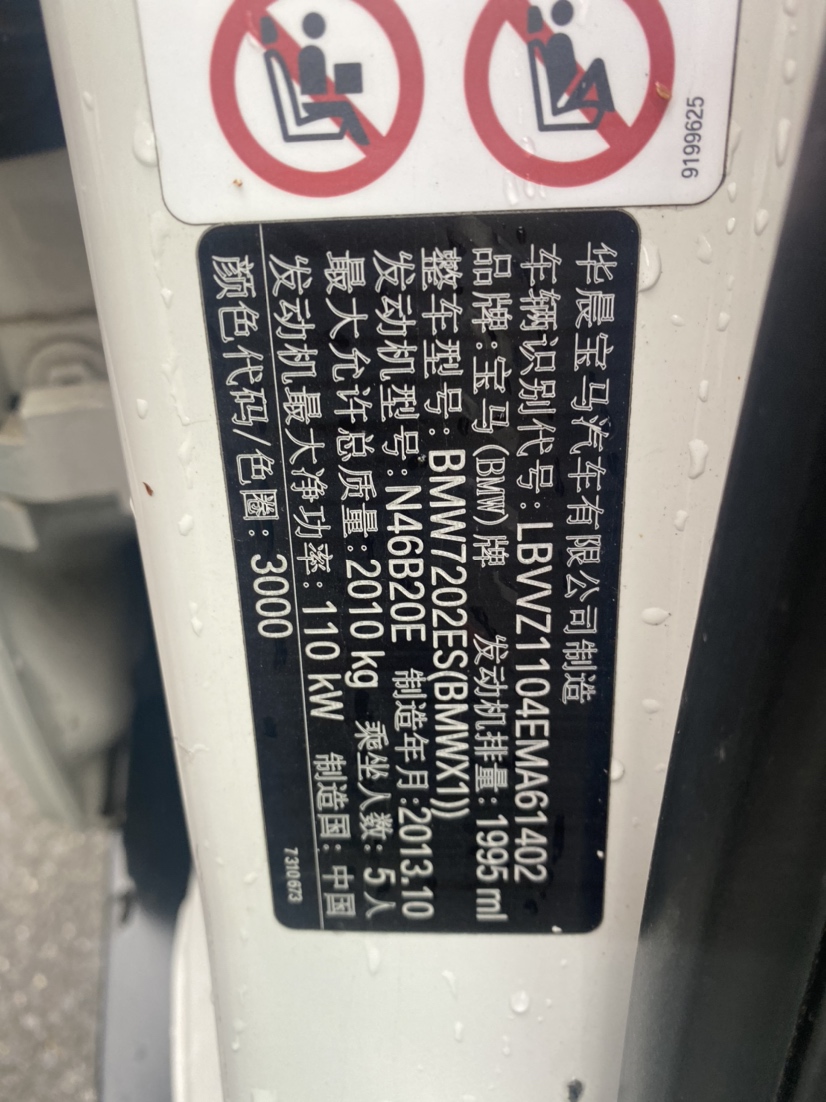 9199625
华晨宝马汽车有限公司制造
车辆识别代号:LBVVZ1104EMA61402
品牌:宝马(BMW)牌 发动机排量:1995 ml
整车型号:BMW7202ES(BMWX1))
发动机型号:N46B20E 制造年月:2013.10
最大允许总质量:2010 kg 乘坐人数:5人
发动机最大净功率:110 kW 制造国:中国
颜色代码/色圈:3000
7310673